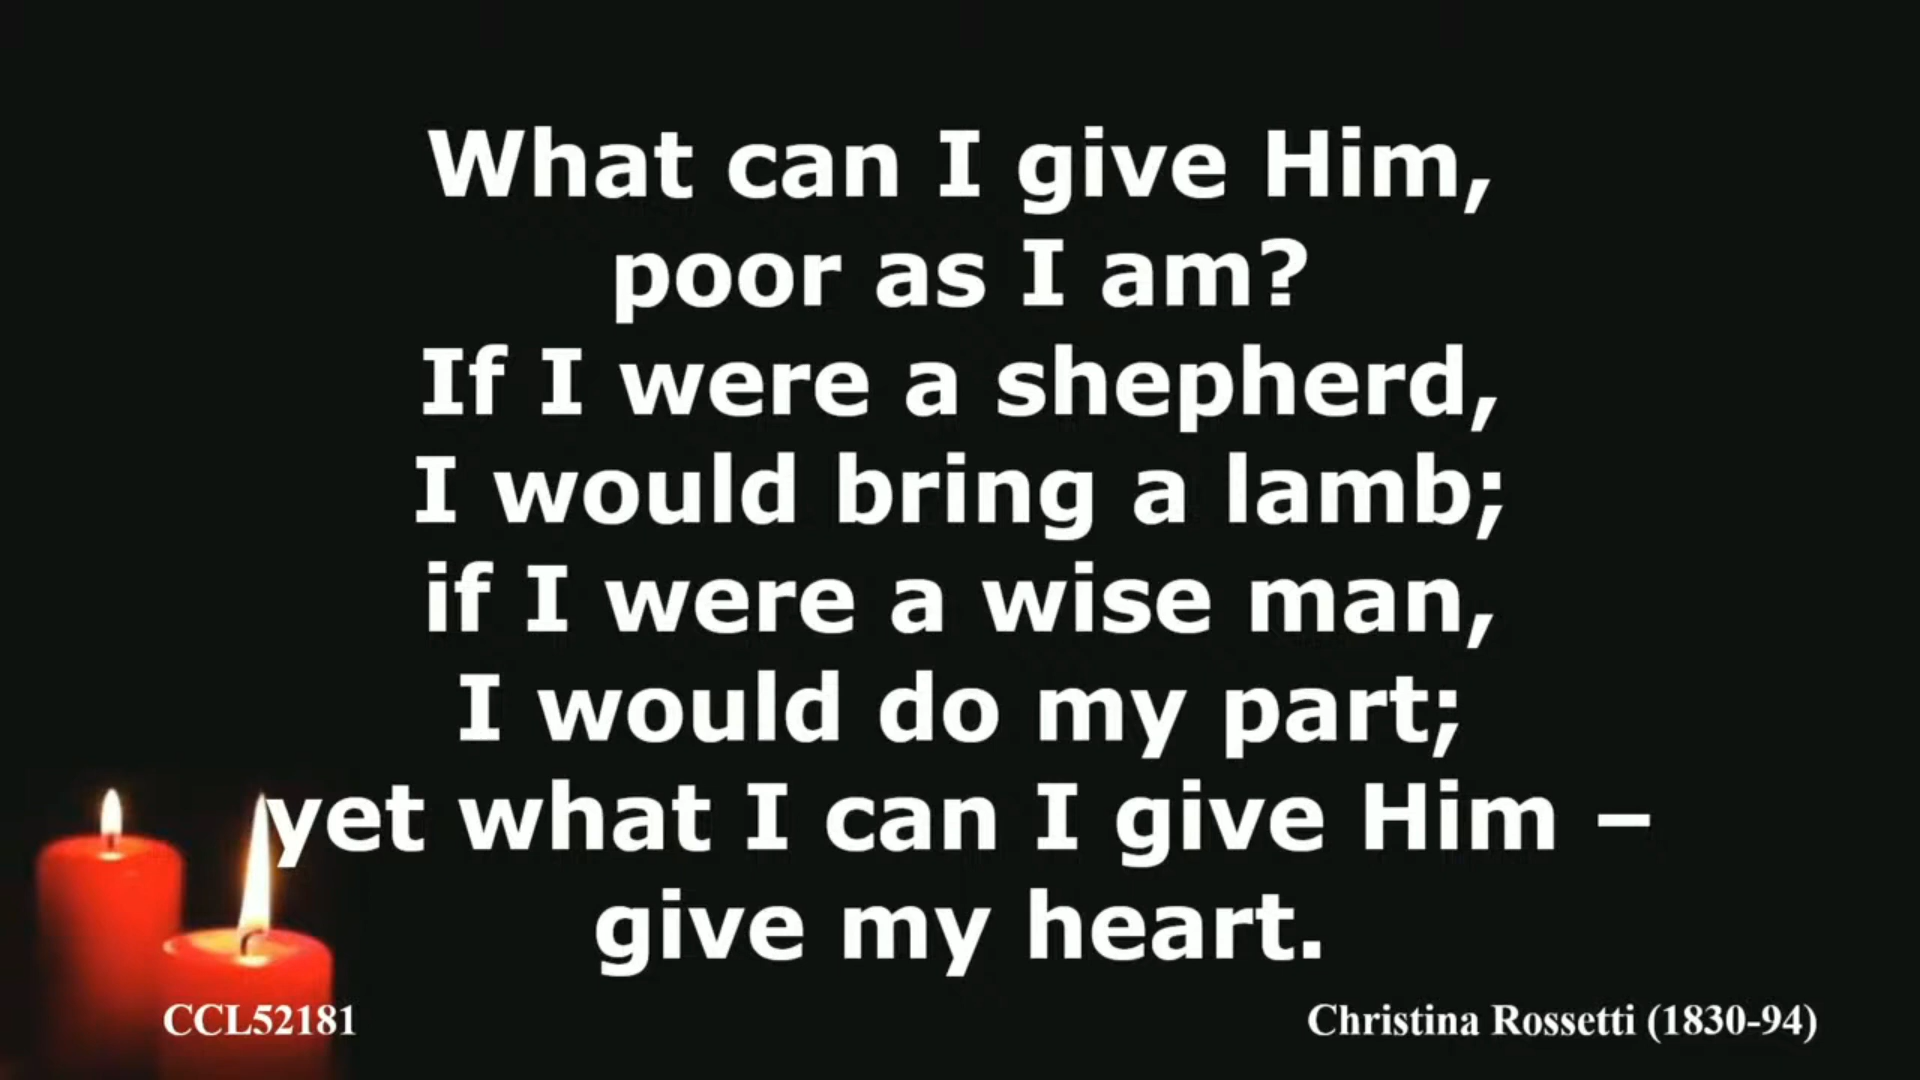 What can I give Him,
poor as I am?
If I were a shepherd,
I would bring a lamb;
if I were a wise man,
I would do my part;
yet what I can I give Him –
give my heart.
CCL52181
Christina Rossetti (1830-94)